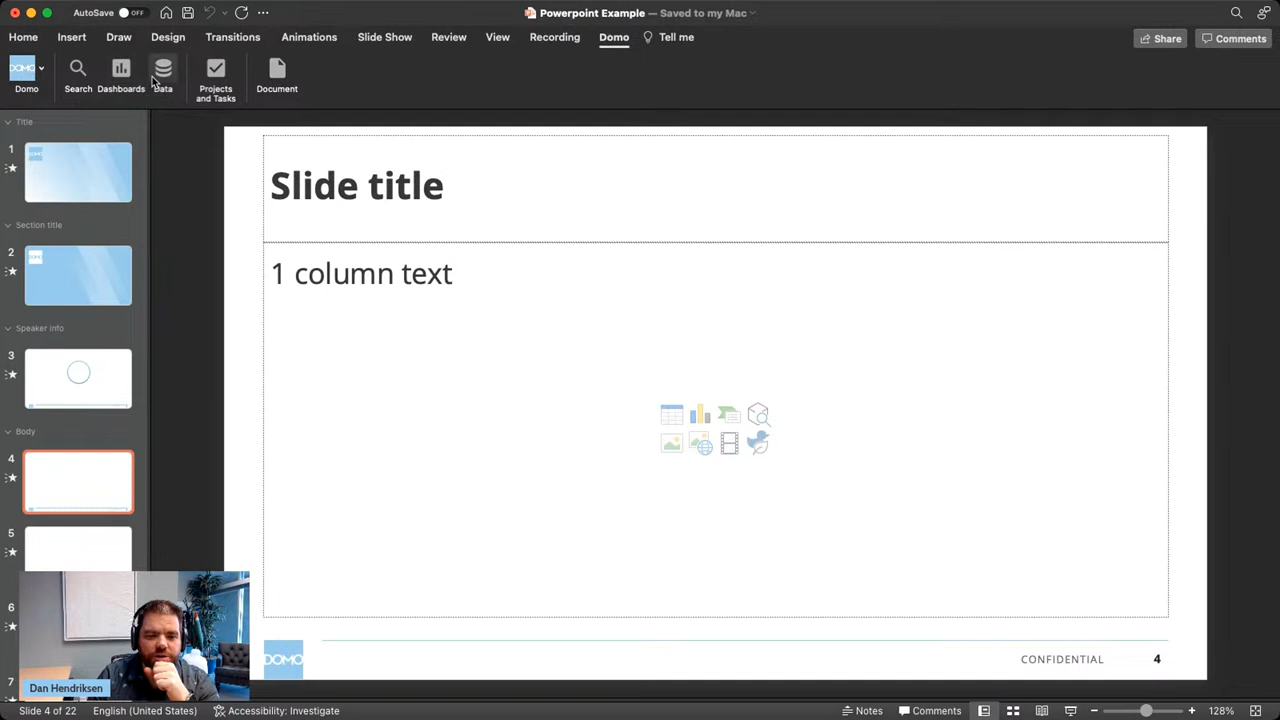 AutoSave OFF
Powerpoint Example — Saved to my Mac
Home Insert Draw Design Transitions Animations Slide Show Review View Recording Domo Tell me
Share Comments
DOMO
Domo
Search
Dashboards
Data
Projects
and Tasks
Document
Title
1
Section title
2
Speaker info
3
Body
4
5
6
7
Slide title
1 column text
DOMO
CONFIDENTIAL 4
Dan Hendriksen
Slide 4 of 22 English (United States) Accessibility: Investigate
Notes Comments 128%